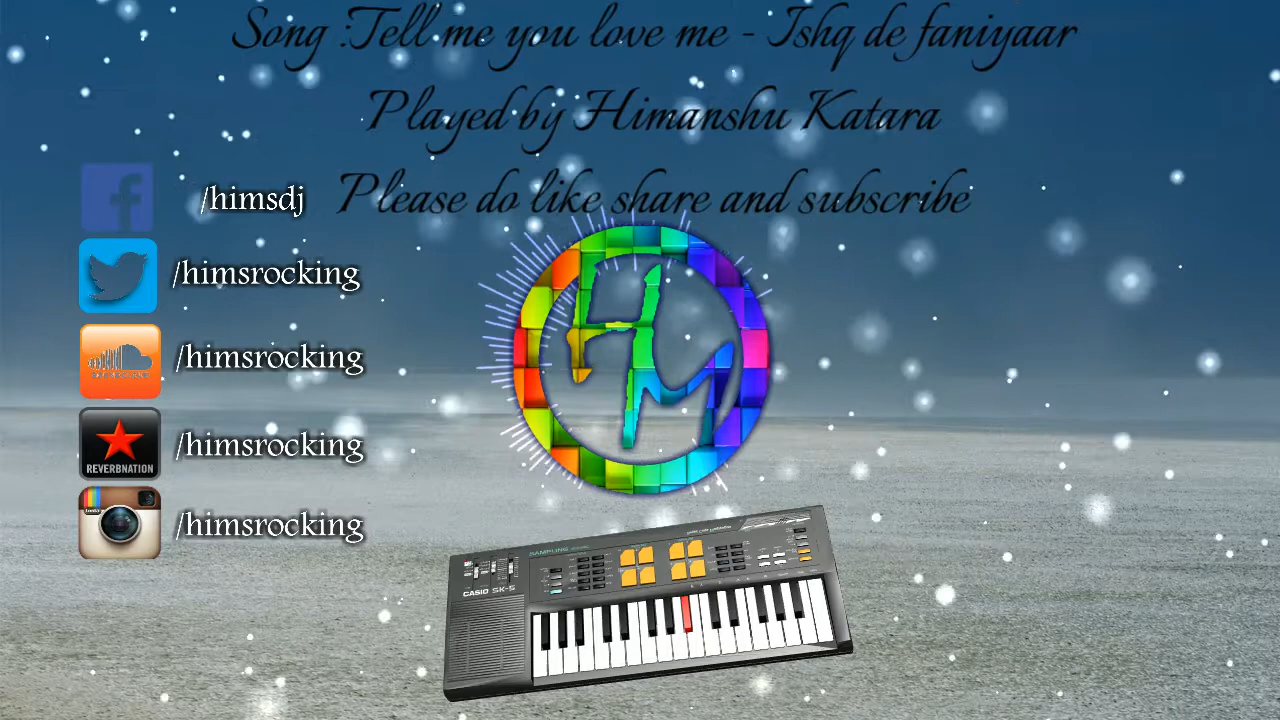 Song :Tell me you love me - Ishq de faniyaar
Played by Himanshu Katara
Please do like share and subscribe
/himsdj
/himsrocking
/himsrocking
REVERBNATION
/himsrocking
/himsrocking
HM
SAMPLING
CASIO SK-5